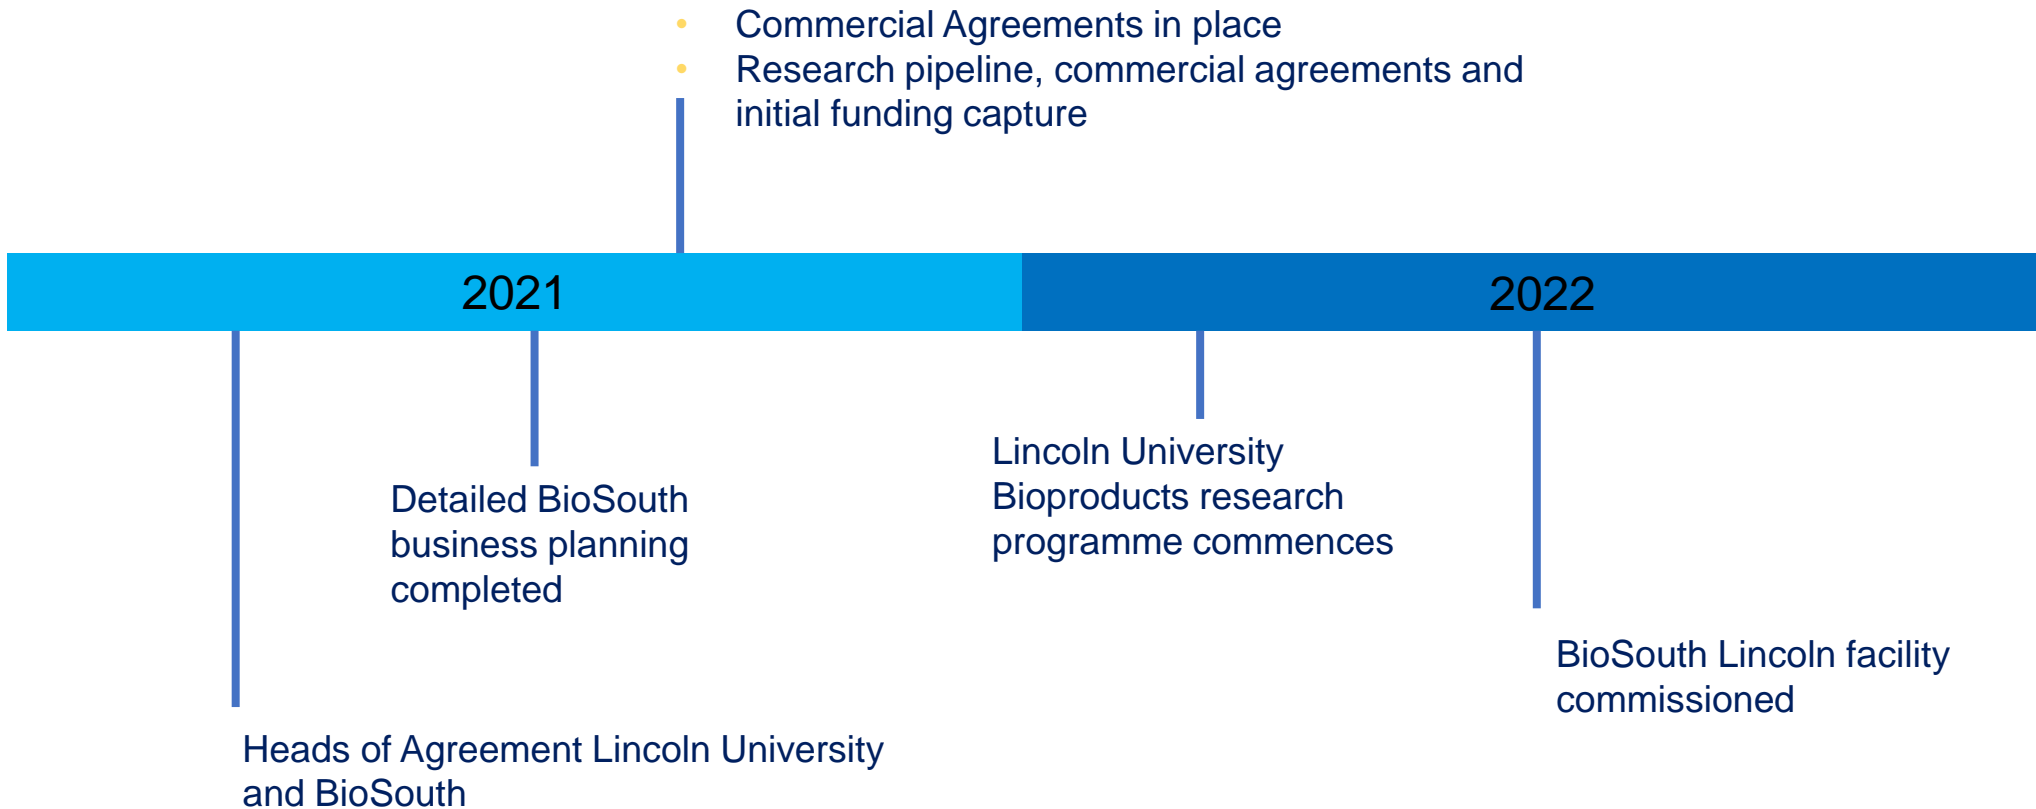 • Commercial Agreements in place
• Research pipeline, commercial agreements and
initial funding capture
2021
2022
Lincoln University
Bioproducts research
programme commences
Detailed BioSouth
business planning
completed
BioSouth Lincoln facility
commissioned
Heads of Agreement Lincoln University
and BioSouth